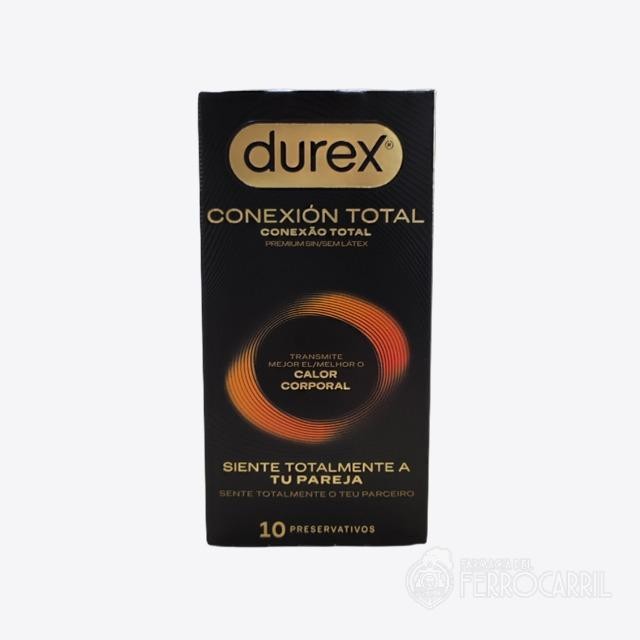 durex®
CONEXIÓN TOTAL
CONEXÃO TOTAL
PREMIUM SIN/SEM LÁTEX
TRANSMITE
MEJOR EL/MELHOR O
CALOR
CORPORAL
SIENTE TOTALMENTE A
TU PAREJA
SENTE TOTALMENTE O TEU PARCEIRO
10 PRESERVATIVOS
FARMACIA DEL
FERROCARRIL